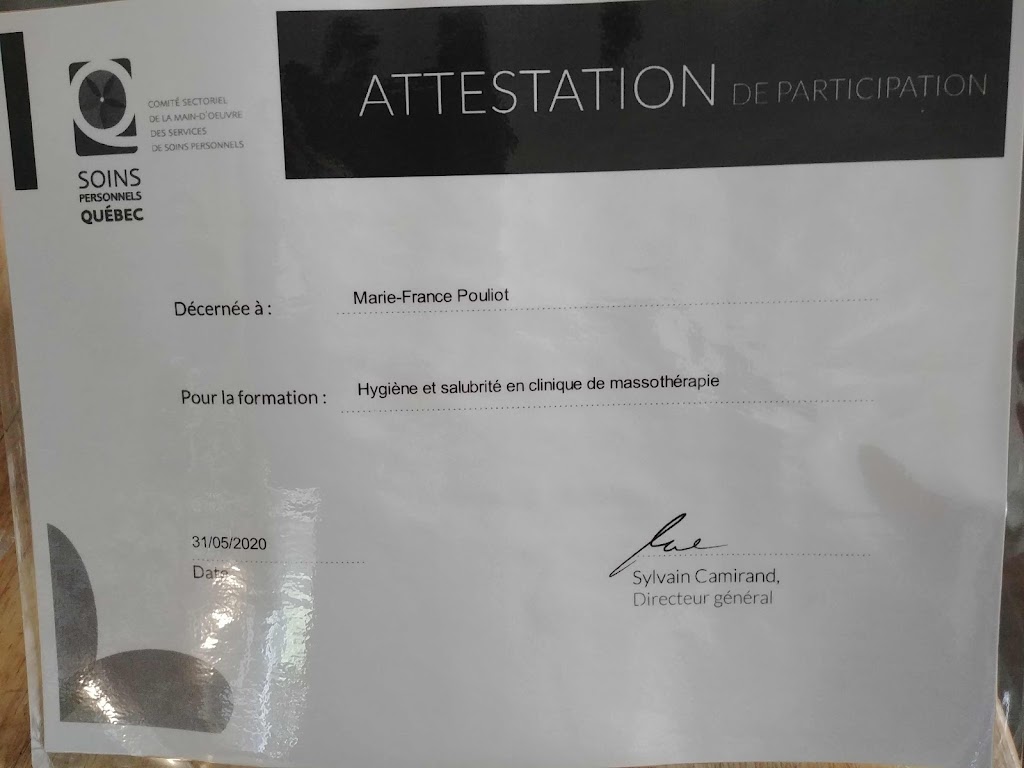 ATTESTATION DE PARTICIPATION
COMITÉ SECTORIEL
DE LA MAIN-D'OEUVRE
DES SERVICES
DE SOINS PERSONNELS
SOINS
PERSONNELS
QUÉBEC
Décernée à : Marie-France Pouliot
Pour la formation : Hygiène et salubrité en clinique de massothérapie
31/05/2020
Date
Sylvain Camirand,
Directeur général